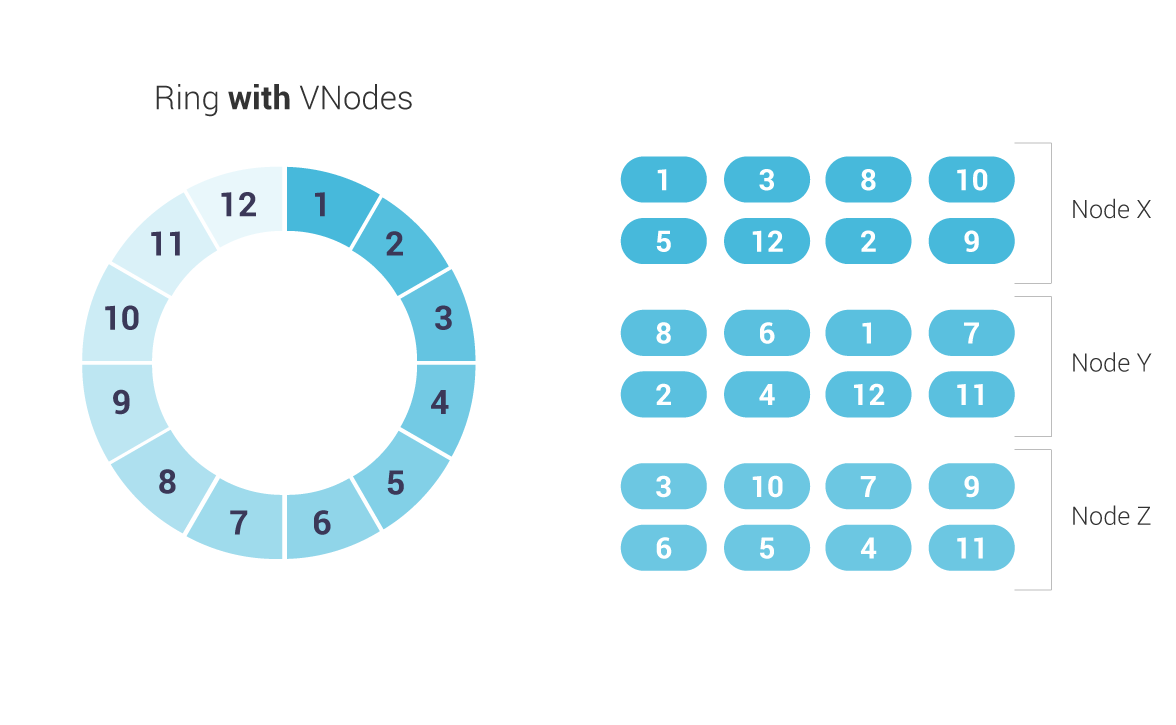 Ring with VNodes
12 1
11 2
10 3
9 4
8 5
7 6
1 3 8 10
5 12 2 9
Node X
8 6 1 7
2 4 12 11
Node Y
3 10 7 9
6 5 4 11
Node Z